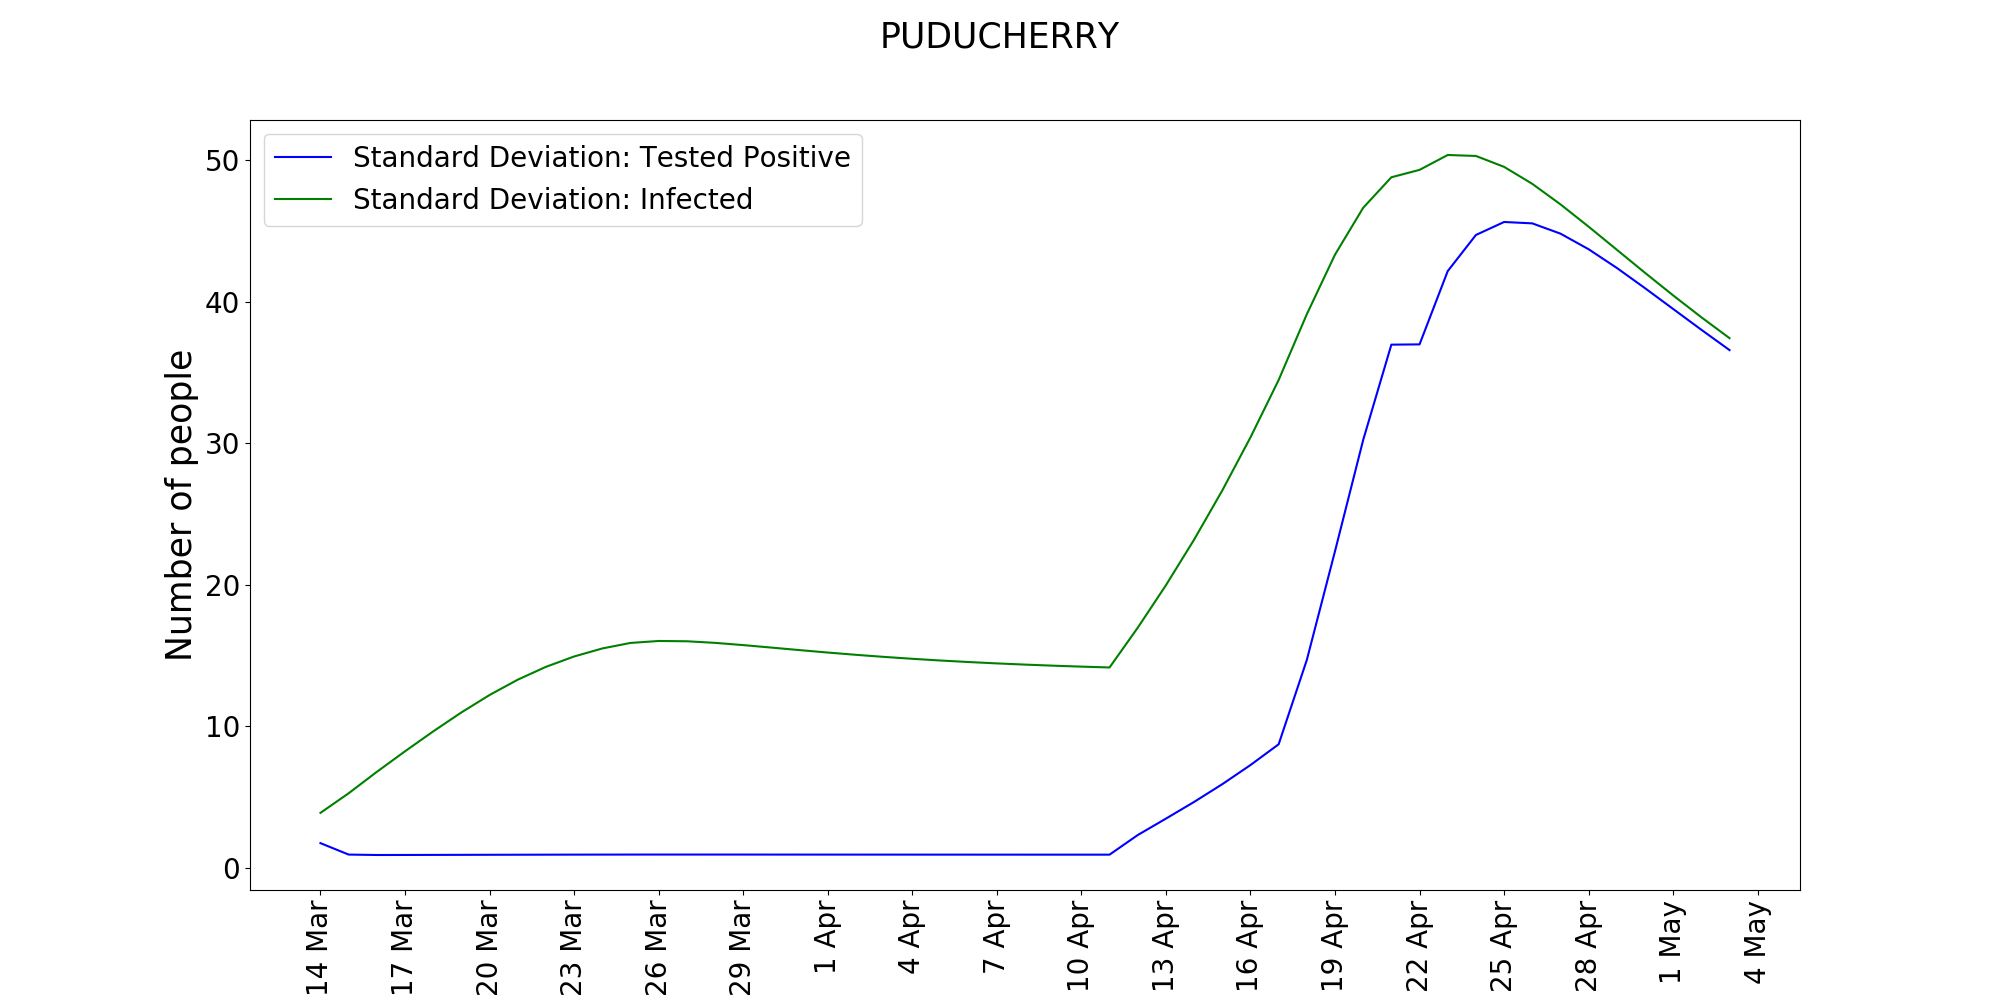 PUDUCHERRY
Standard Deviation: Tested Positive
Standard Deviation: Infected
Number of people
50
40
30
20
10
0
14 Mar
17 Mar
20 Mar
23 Mar
26 Mar
29 Mar
1 Apr
4 Apr
7 Apr
10 Apr
13 Apr
16 Apr
19 Apr
22 Apr
25 Apr
28 Apr
1 May
4 May